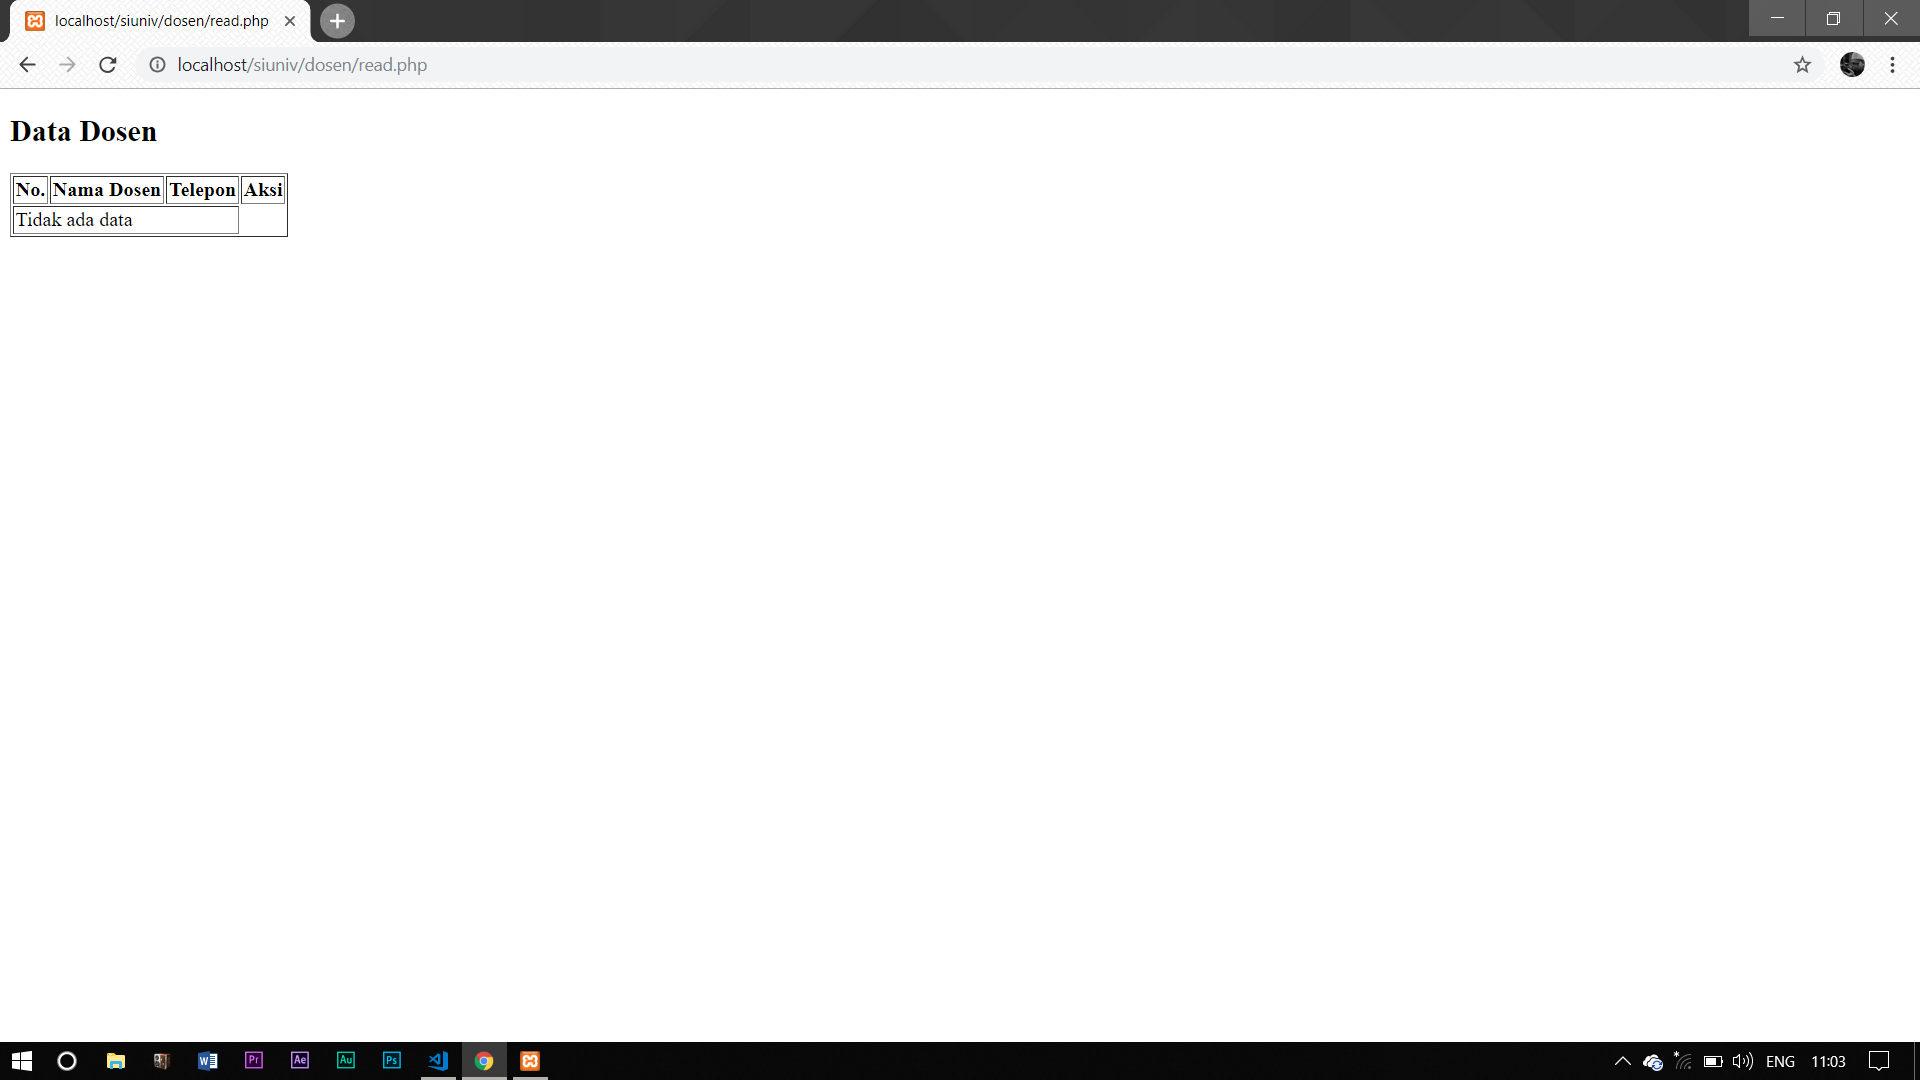 localhost/siuniv/dosen/read.php
localhost/siuniv/dosen/read.php
Data Dosen
No. Nama Dosen Telepon Aksi
Tidak ada data
W Pr Ae Au Ps ENG 11:03